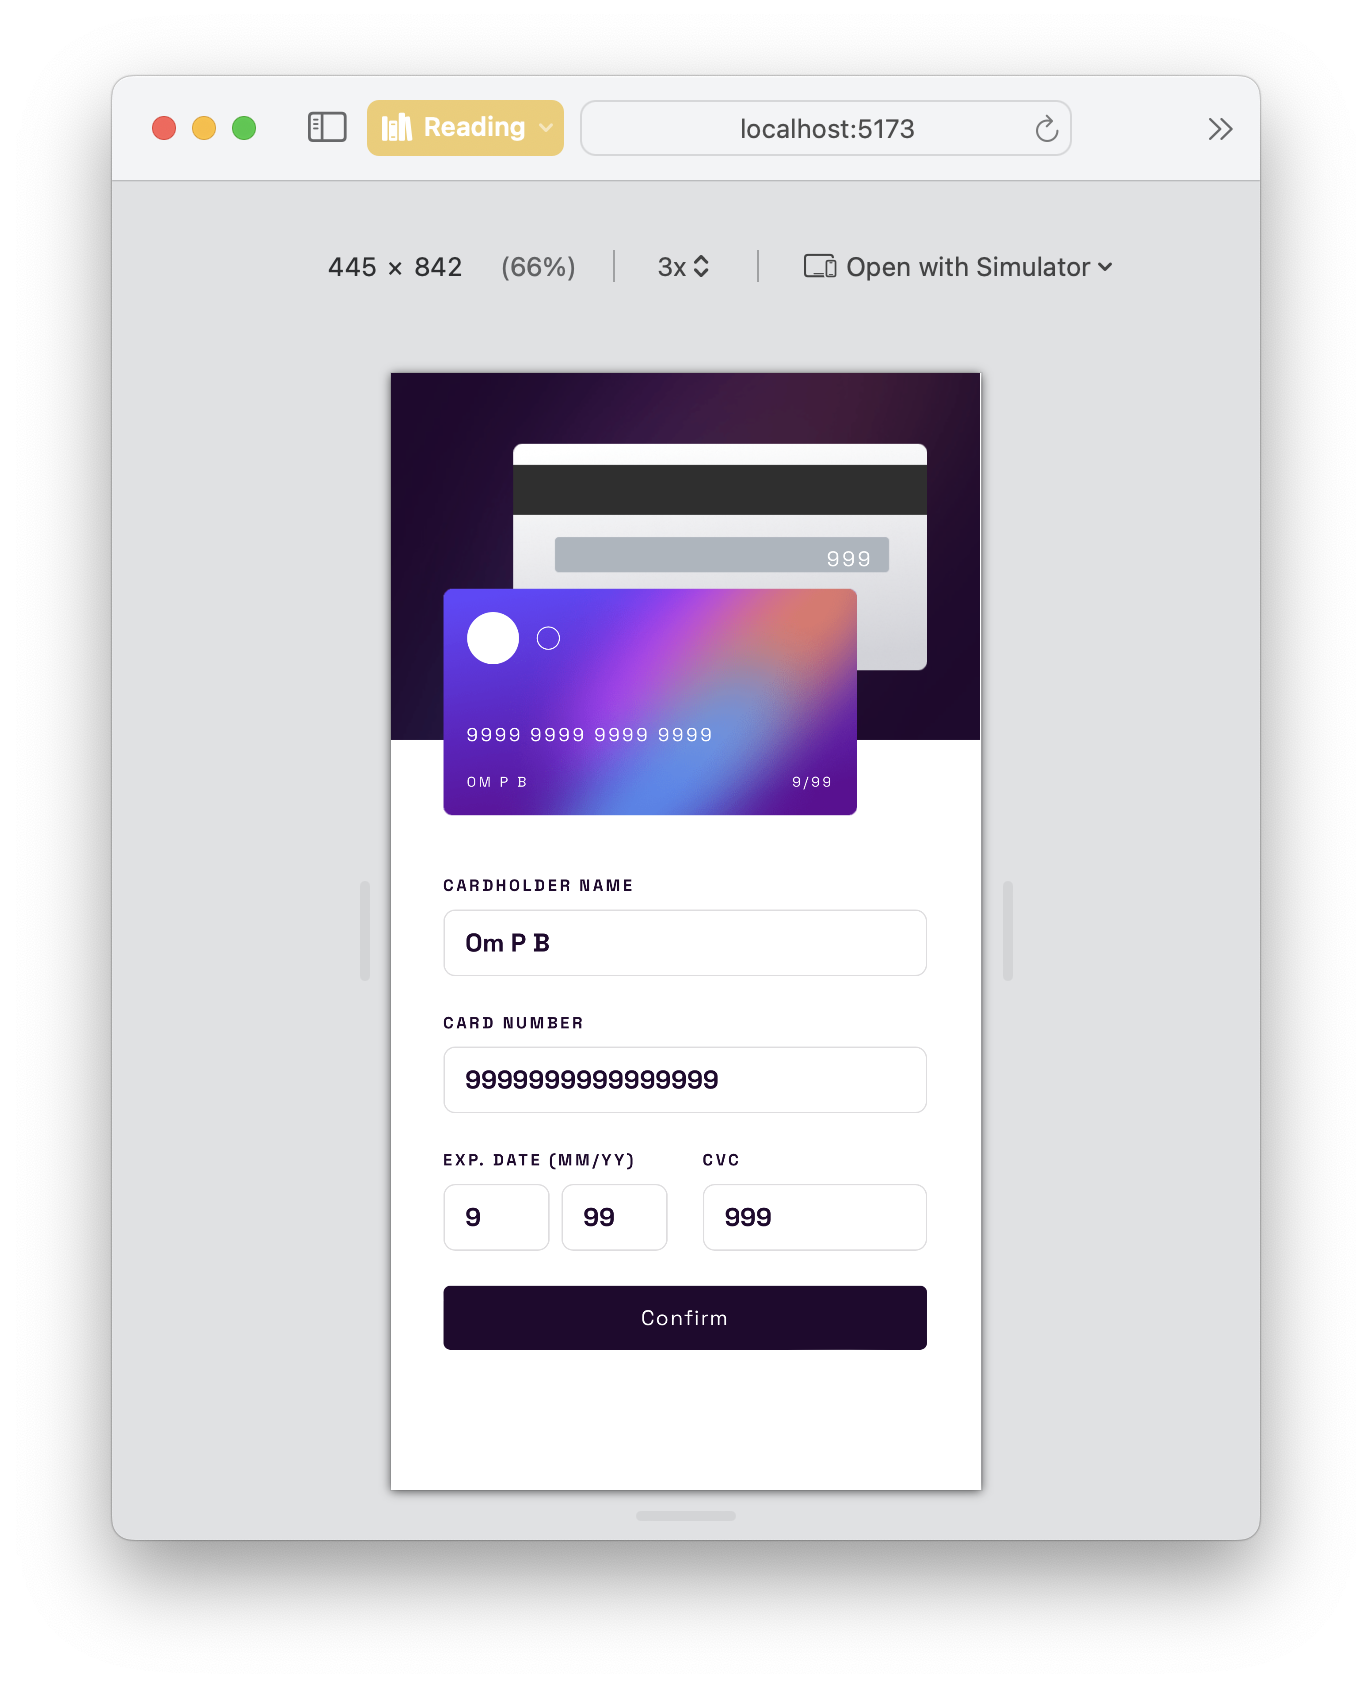 Reading
localhost:5173
445 × 842 (66%) 3x Open with Simulator
999
9999 9999 9999 9999
OM P B 9/99
CARDHOLDER NAME
Om P B
CARD NUMBER
9999999999999999
EXP. DATE (MM/YY) CVC
9 99 999
Confirm